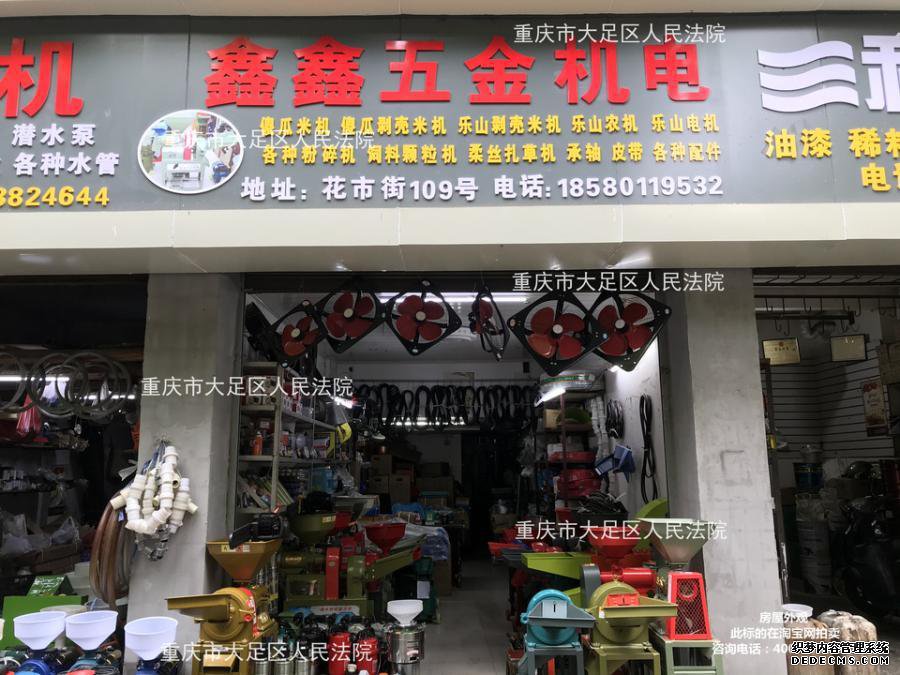 重庆市大足区人民法院
鑫鑫五金机电
机
潜水泵
各种水管
3824644
重庆市大足区人民法院
傻瓜米机 傻瓜剥壳米机 乐山剥壳米机 乐山农机 乐山电机
各种粉碎机 饲料颗粒机 柔丝扎草机 承轴 皮带 各种配件
地址：花市街109号 电话:18580119532
油漆 稀
电
重庆市大足区人民法院
重庆市大足区人民法院
重庆市大足区人民法院
房屋外观
此标的在淘宝网拍卖
咨询电话：40
织梦内容管理系统
DEDECMS.COM
重庆市大足区人民法院